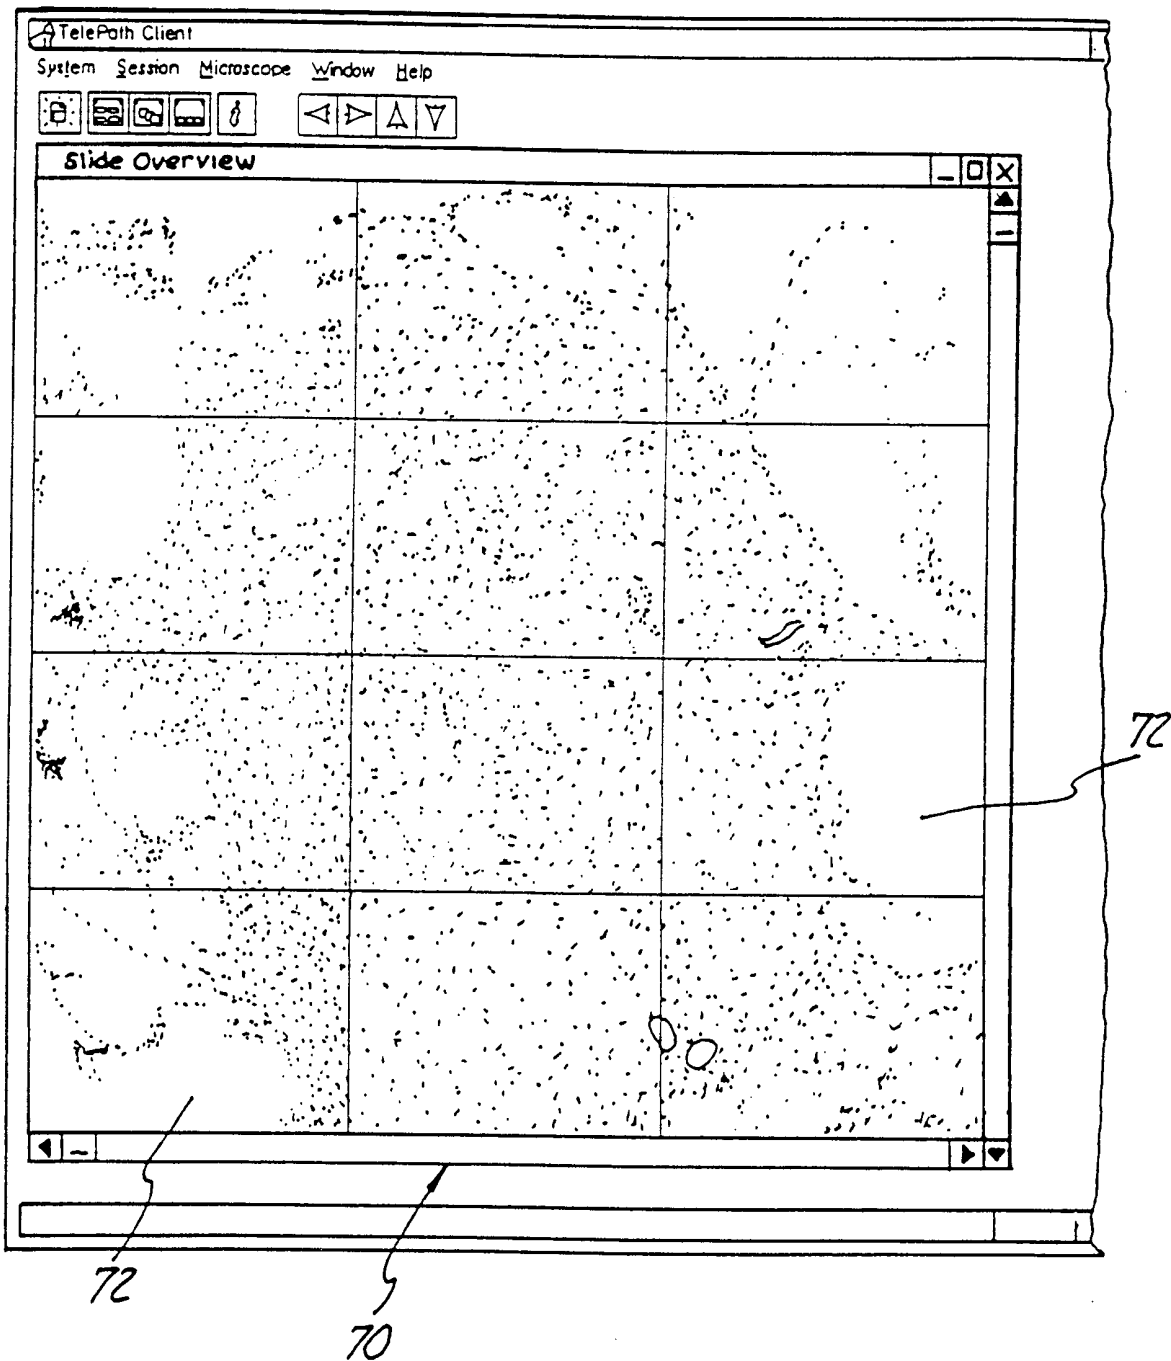 TelePath Client
System Session Microscope Window Help
Slide Overview
72
72
70